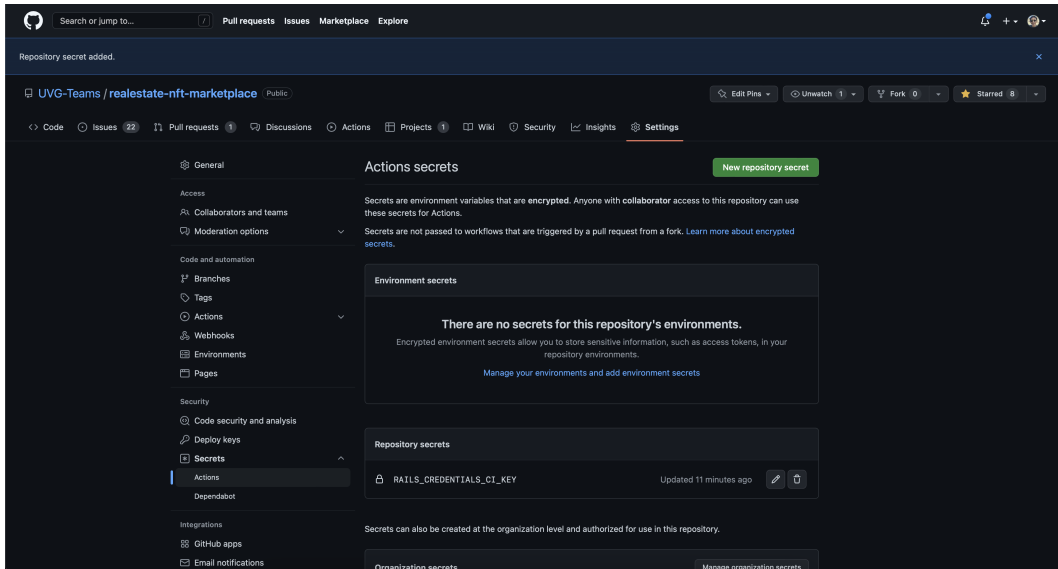 Search or jump to... /
Pull requests Issues Marketplace Explore
Repository secret added.
UVG-Teams / realestate-nft-marketplace Public
Edit Pins Unwatch 1 Fork 0 Starred 8
Code Issues 22 Pull requests 1 Discussions Actions Projects 1 Wiki Security Insights Settings
General
Access
Collaborators and teams
Moderation options
Code and automation
Branches
Tags
Actions
Webhooks
Environments
Pages
Security
Code security and analysis
Deploy keys
Secrets
Actions
Dependabot
Integrations
GitHub apps
Email notifications
Actions secrets
New repository secret
Secrets are environment variables that are encrypted. Anyone with collaborator access to this repository can use
these secrets for Actions.
Secrets are not passed to workflows that are triggered by a pull request from a fork. Learn more about encrypted
secrets.
Environment secrets
There are no secrets for this repository's environments.
Encrypted environment secrets allow you to store sensitive information, such as access tokens, in your
repository environments.
Manage your environments and add environment secrets
Repository secrets
RAILS_CREDENTIALS_CI_KEY Updated 11 minutes ago
Secrets can also be created at the organization level and authorized for use in this repository.
Organization secrets Manage organization secrets